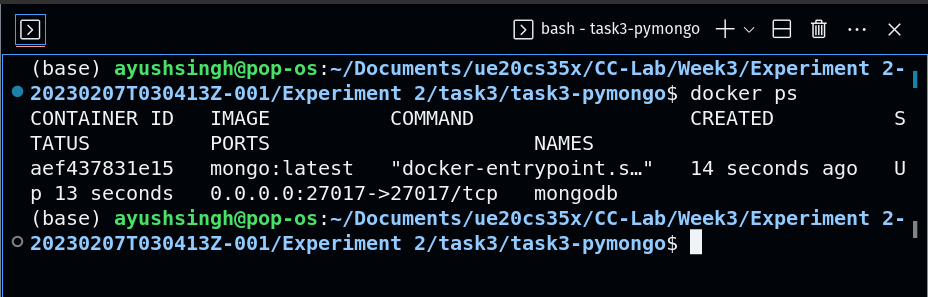 bash - task3-pymongo
(base) ayushsingh@pop-os:~/Documents/ue20cs35x/CC-Lab/Week3/Experiment 2-
20230207T030413Z-001/Experiment 2/task3/task3-pymongo$ docker ps
CONTAINER ID   IMAGE          COMMAND                  CREATED          S
TATUS          PORTS                      NAMES
aef437831e15   mongo:latest   "docker-entrypoint.s…"   14 seconds ago   U
p 13 seconds   0.0.0.0:27017->27017/tcp   mongodb
(base) ayushsingh@pop-os:~/Documents/ue20cs35x/CC-Lab/Week3/Experiment 2-
20230207T030413Z-001/Experiment 2/task3/task3-pymongo$